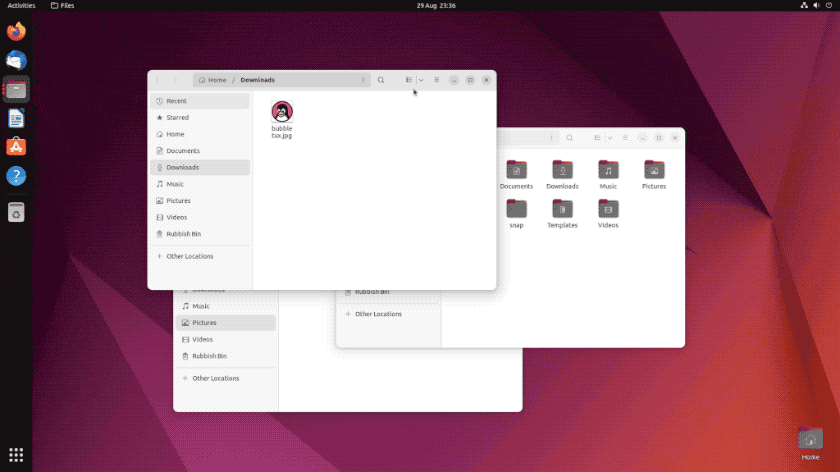 Activities
Files
29 Aug 23:36
Home / Downloads
Recent
Starred
Home
Documents
Downloads
Music
Pictures
Videos
Rubbish Bin
+ Other Locations
bubble
tux.jpg
Documents
Downloads
Music
Pictures
snap
Templates
Videos
Rubbish Bin
+ Other Locations
Downloads
Music
Pictures
Videos
Rubbish Bin
+ Other Locations
Home